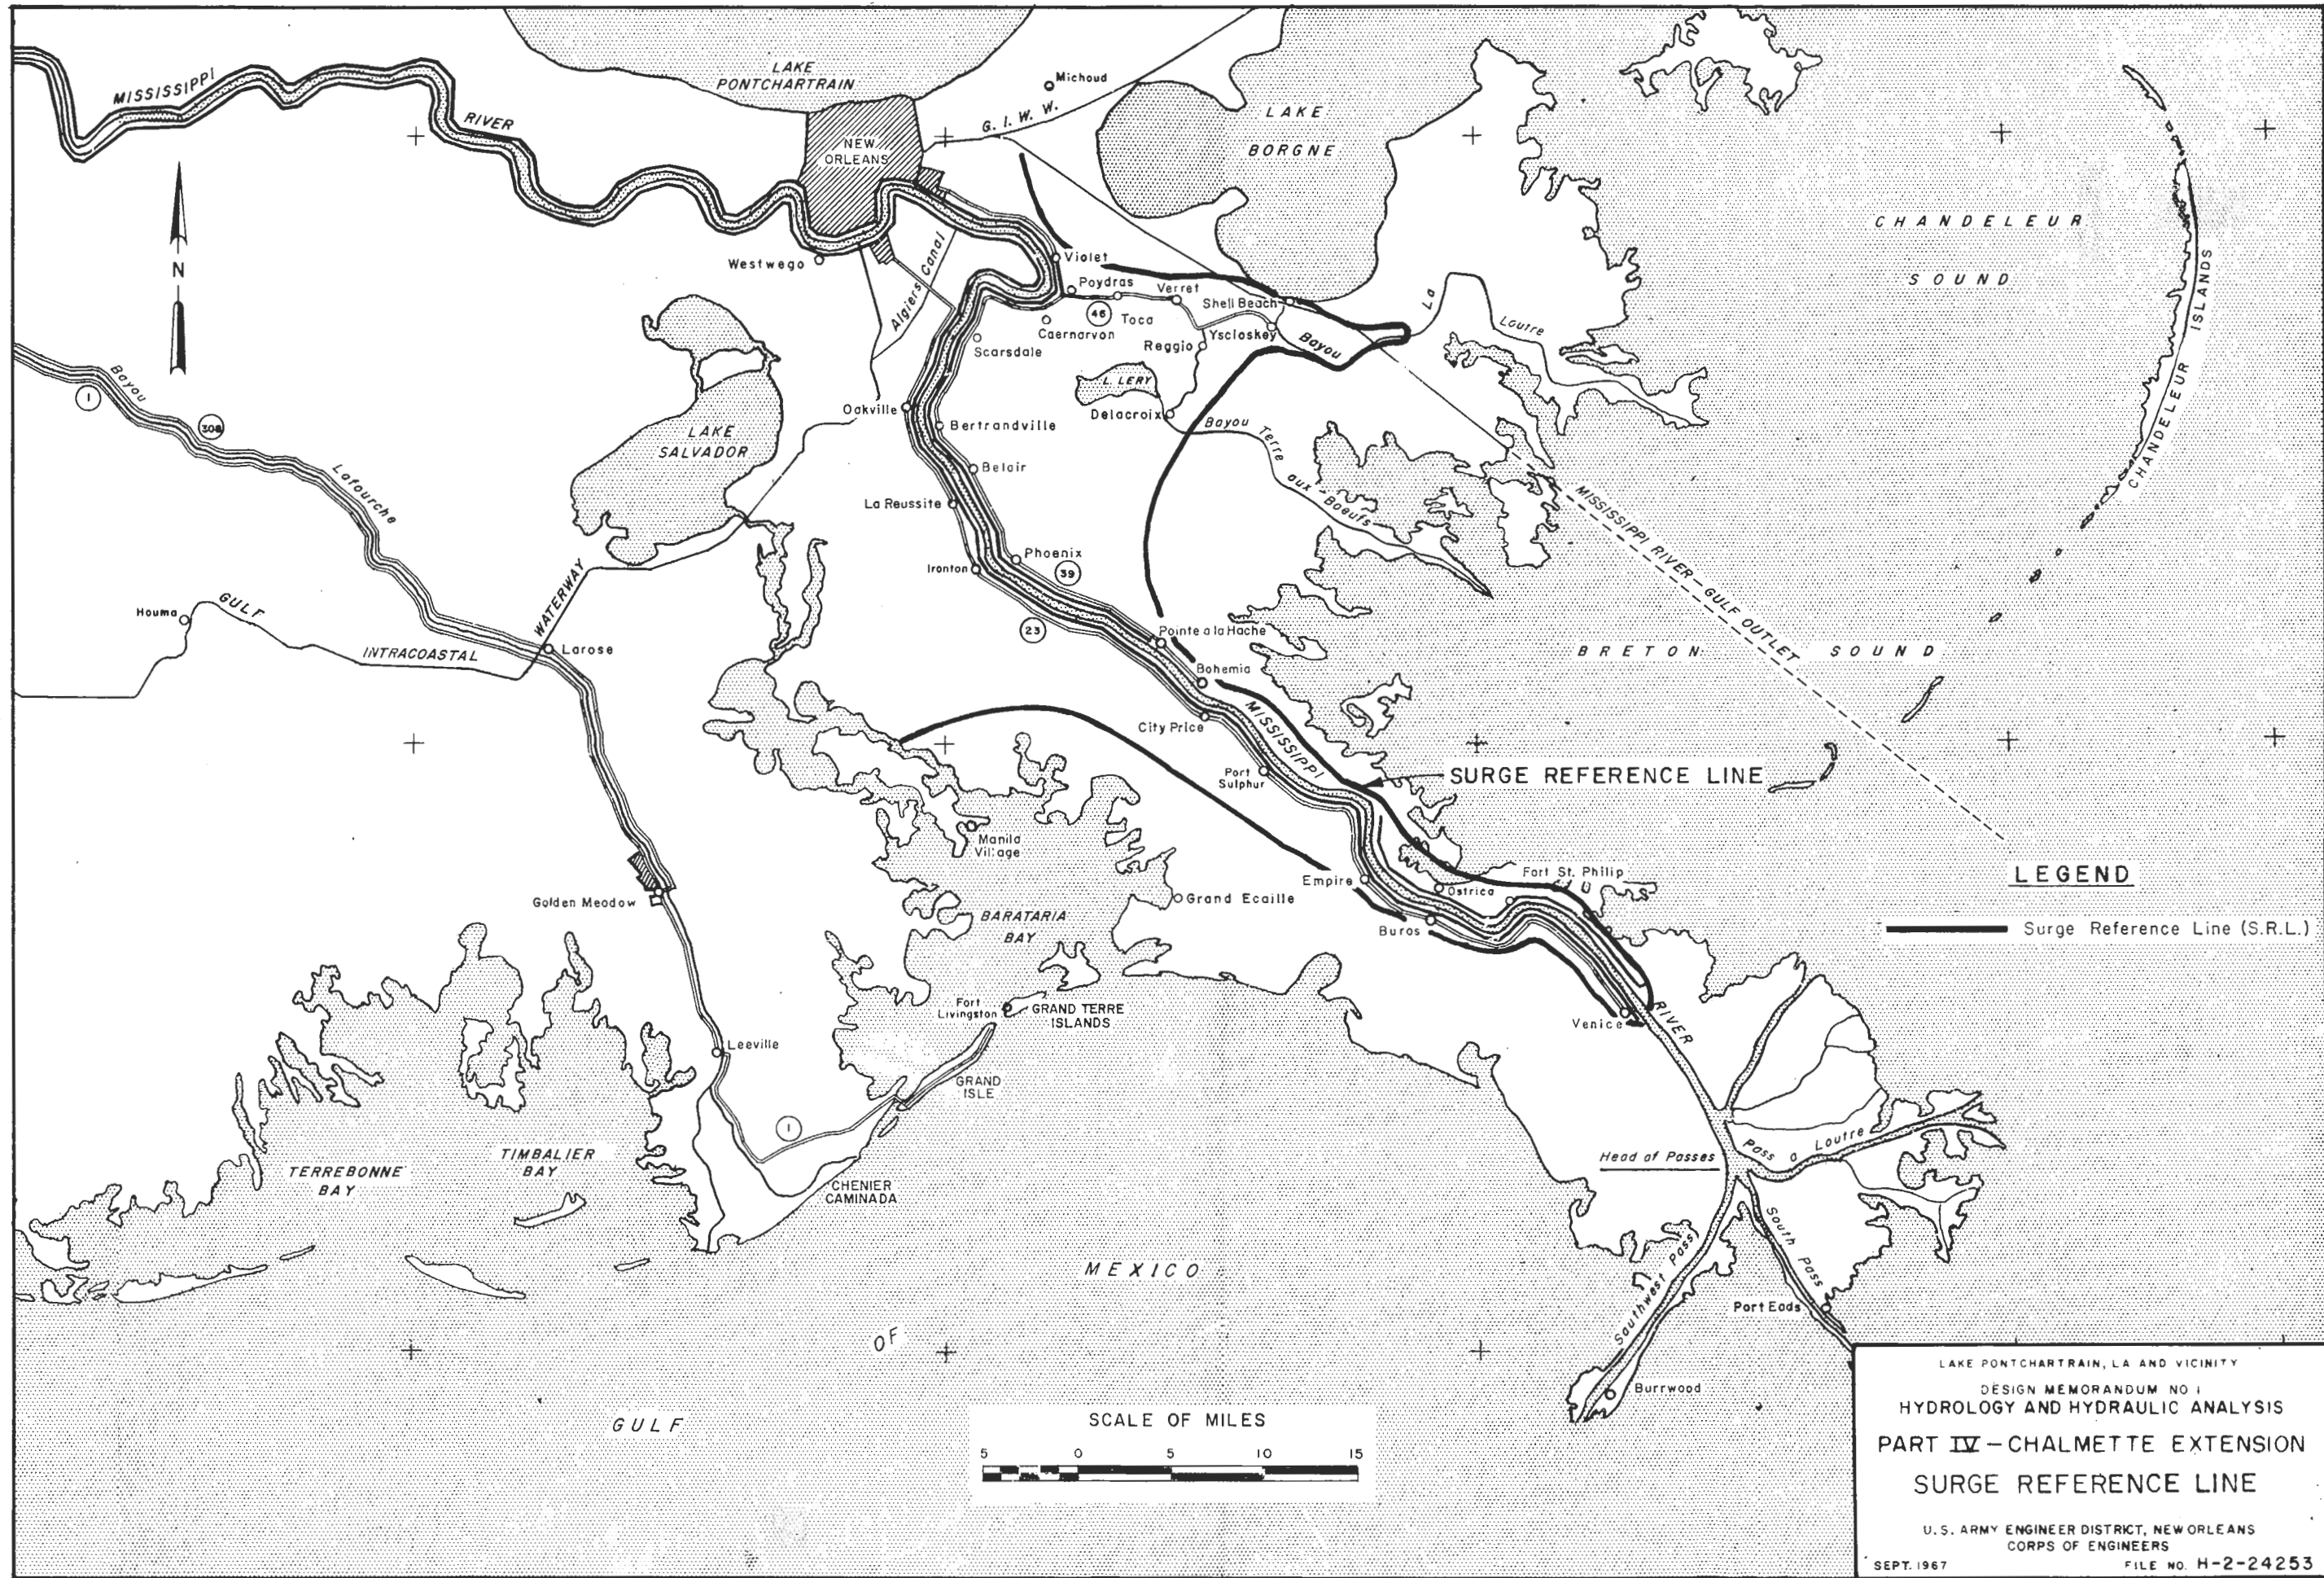 LAKE
PONTCHARTRAIN
Michoud
MISSISSIPPI
RIVER
G. I. W. W.
LAKE
BORGNE
NEW
ORLEANS
CHANDELEUR
SOUND
CHANDELEUR ISLANDS
Westwego
Algiers Canal
Violet
Poydras
Verret
Shell Beach
La
Loutre
46
Toca
Caernarvon
Yscloskey
Bayou
Reggio
Scarsdale
N
Bayou
1
308
Lafourche
L. LERY
Delacroix
Oakville
Bertrandville
Bayou Terre aux-Boeufs
LAKE
SALVADOR
Belair
La Reussite
MISSISSIPPI RIVER-GULF OUTLET
Phoenix
39
Ironton
23
Houma
GULF
WATERWAY
INTRACOASTAL
Larose
Pointe a la Hache
Bohemia
BRETON SOUND
City Price
MISSISSIPPI
Port
Sulphur
SURGE REFERENCE LINE
Manila
Village
Golden Meadow
Grand Ecaille
Empire
Ostrica
Fort St. Philip
BARATARIA
BAY
Buros
LEGEND
Surge Reference Line (S.R.L.)
Fort
Livingston
GRAND TERRE
ISLANDS
Venice
RIVER
Leeville
GRAND
ISLE
1
TERREBONNE
BAY
TIMBALIER
BAY
CHENIER
CAMINADA
Head of Passes
Pass a Loutre
South Pass
Southwest Pass
Port Eads
Burrwood
MEXICO
OF
GULF
SCALE OF MILES
5 0 5 10 15
LAKE PONTCHARTRAIN, LA AND VICINITY
DESIGN MEMORANDUM NO 1
HYDROLOGY AND HYDRAULIC ANALYSIS
PART IV - CHALMETTE EXTENSION
SURGE REFERENCE LINE
U.S. ARMY ENGINEER DISTRICT, NEW ORLEANS
CORPS OF ENGINEERS
SEPT. 1967 FILE NO. H-2-24253